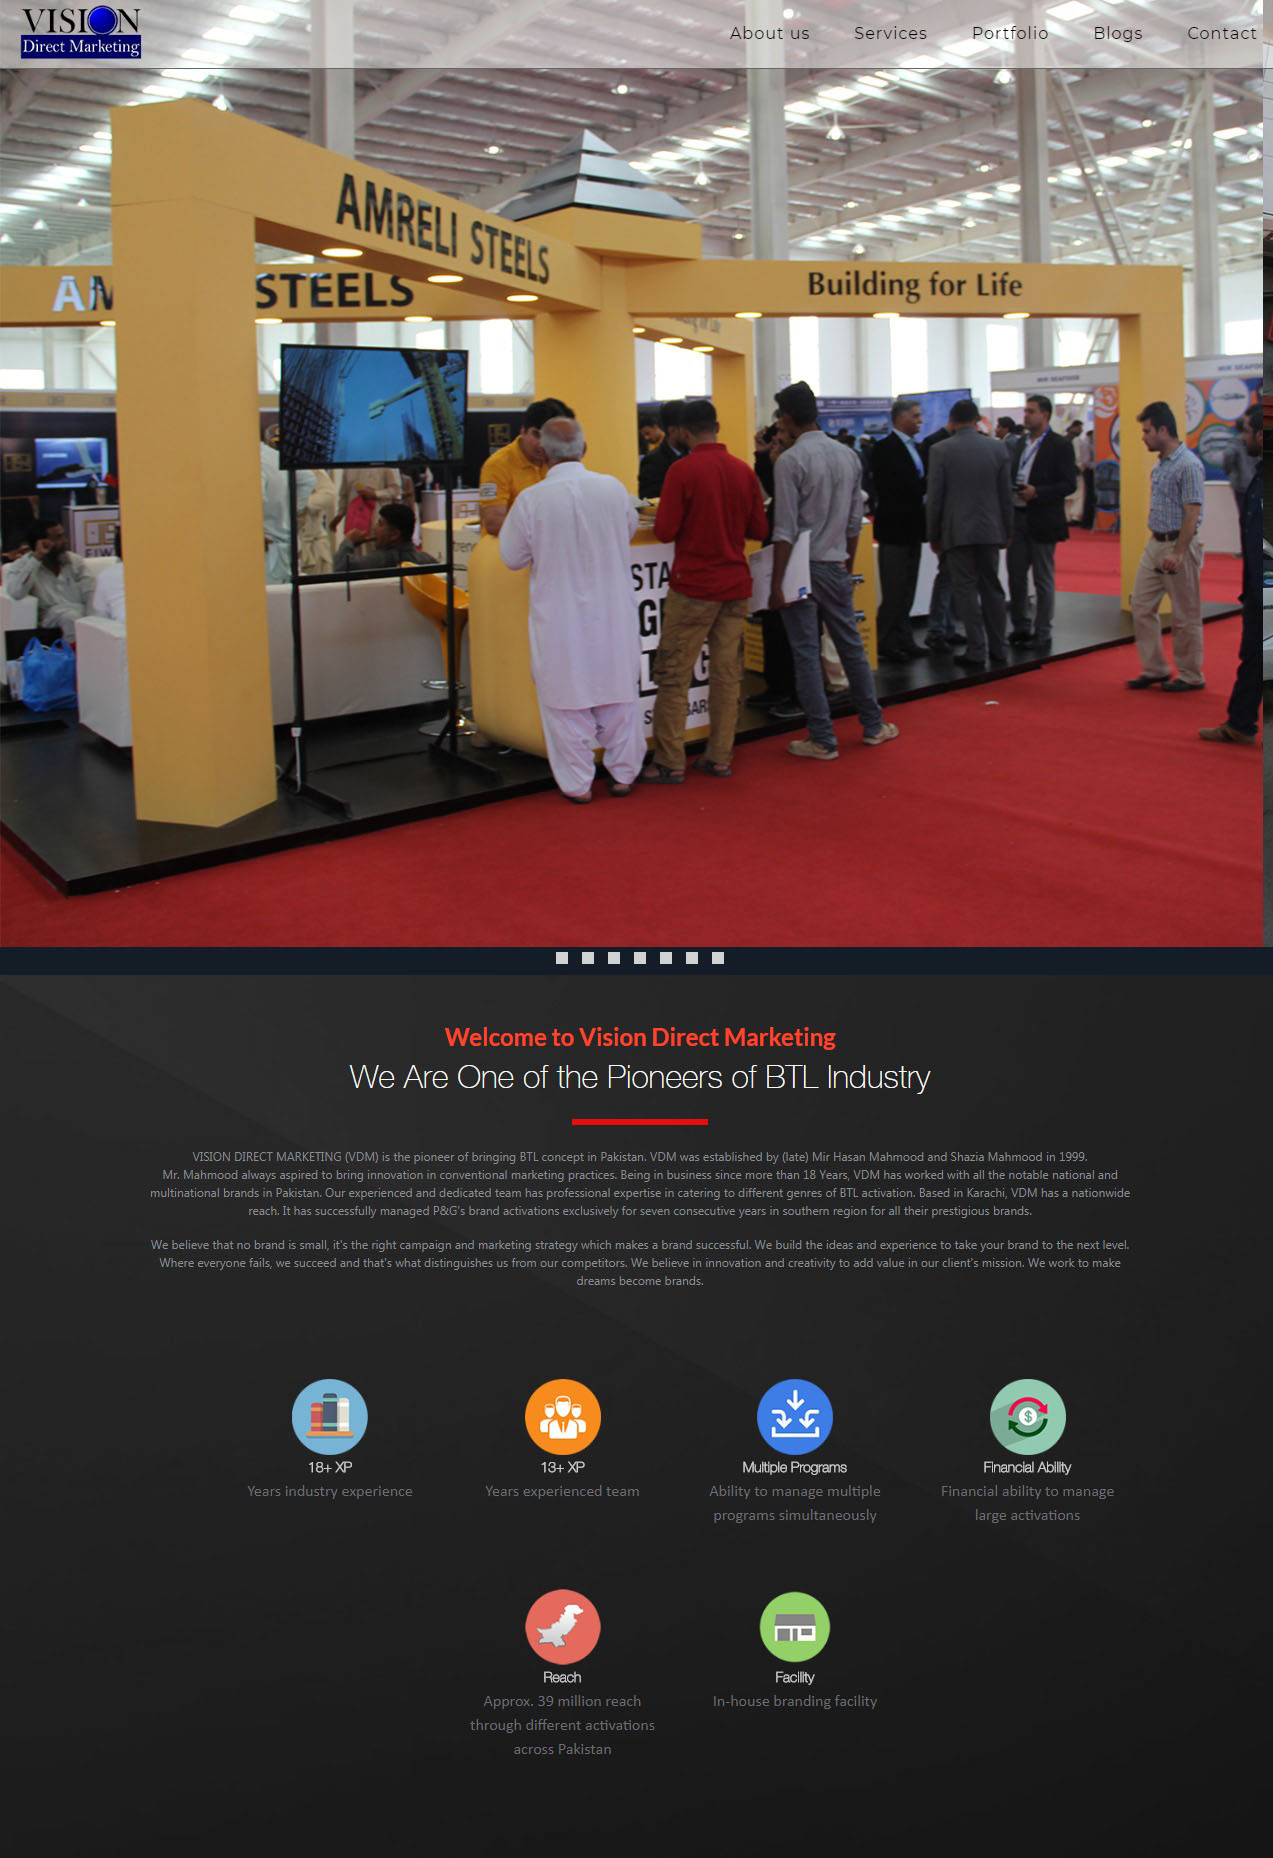 VISION
Direct Marketing
About us
Services
Portfolio
Blogs
Contact
AMRELI STEELS
STEELS
Building for Life
STA
Welcome to Vision Direct Marketing
We Are One of the Pioneers of BTL Industry
VISION DIRECT MARKETING (VDM) is the pioneer of bringing BTL concept in Pakistan. VDM was established by (late) Mir Hasan Mahmood and Shazia Mahmood in 1999.
Mr. Mahmood always aspired to bring innovation in conventional marketing practices. Being in business since more than 18 Years, VDM has worked with all the notable national and
multinational brands in Pakistan. Our experienced and dedicated team has professional expertise in catering to different genres of BTL activation. Based in Karachi, VDM has a nationwide
reach. It has successfully managed P&G's brand activations exclusively for seven consecutive years in southern region for all their prestigious brands.
We believe that no brand is small, it's the right campaign and marketing strategy which makes a brand successful. We build the ideas and experience to take your brand to the next level.
Where everyone fails, we succeed and that's what distinguishes us from our competitors. We believe in innovation and creativity to add value in our client's mission. We work to make
dreams become brands.
18+ XP
Years industry experience
13+ XP
Years experienced team
Multiple Programs
Ability to manage multiple
programs simultaneously
Financial Ability
Financial ability to manage
large activations
Reach
Approx. 39 million reach
through different activations
across Pakistan
Facility
In-house branding facility